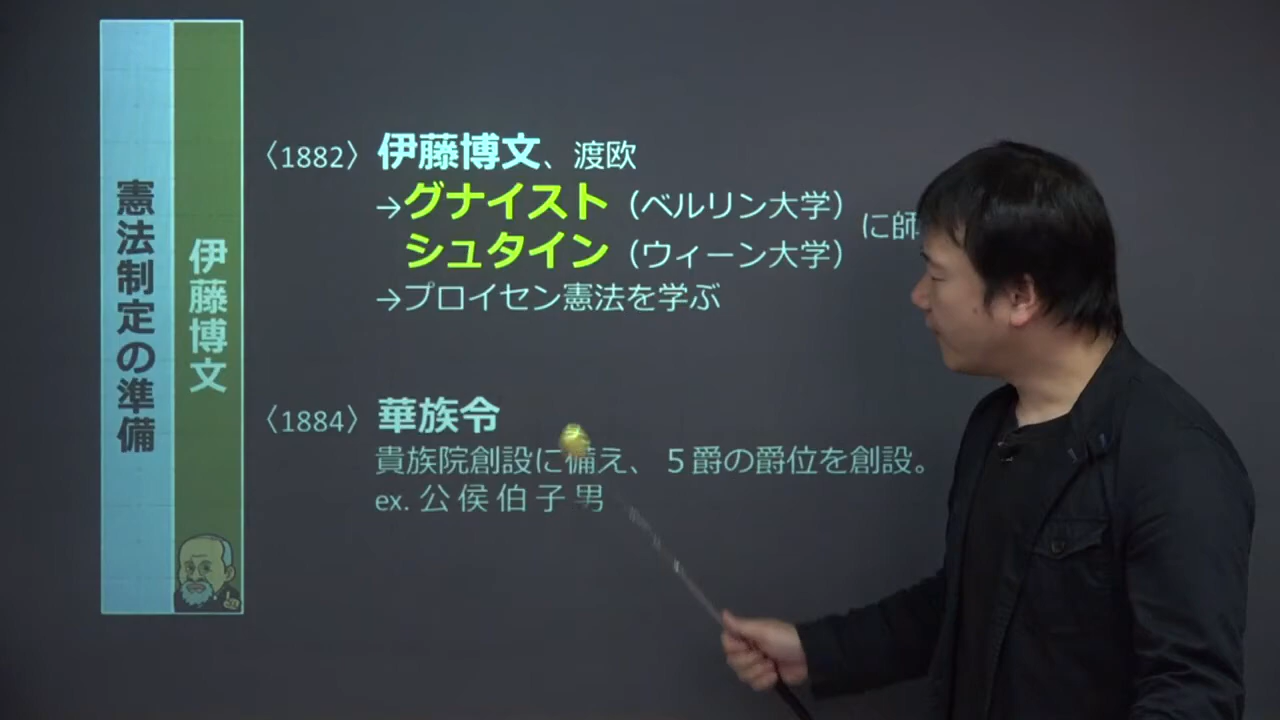 憲法制定の準備
伊藤博文
〈1882〉伊藤博文、渡欧
→グナイスト（ベルリン大学）
シュタイン（ウィーン大学）
に師
→プロイセン憲法を学ぶ
〈1884〉華族令
貴族院創設に備え、５爵の爵位を創設。
ex. 公 侯 伯 子 男